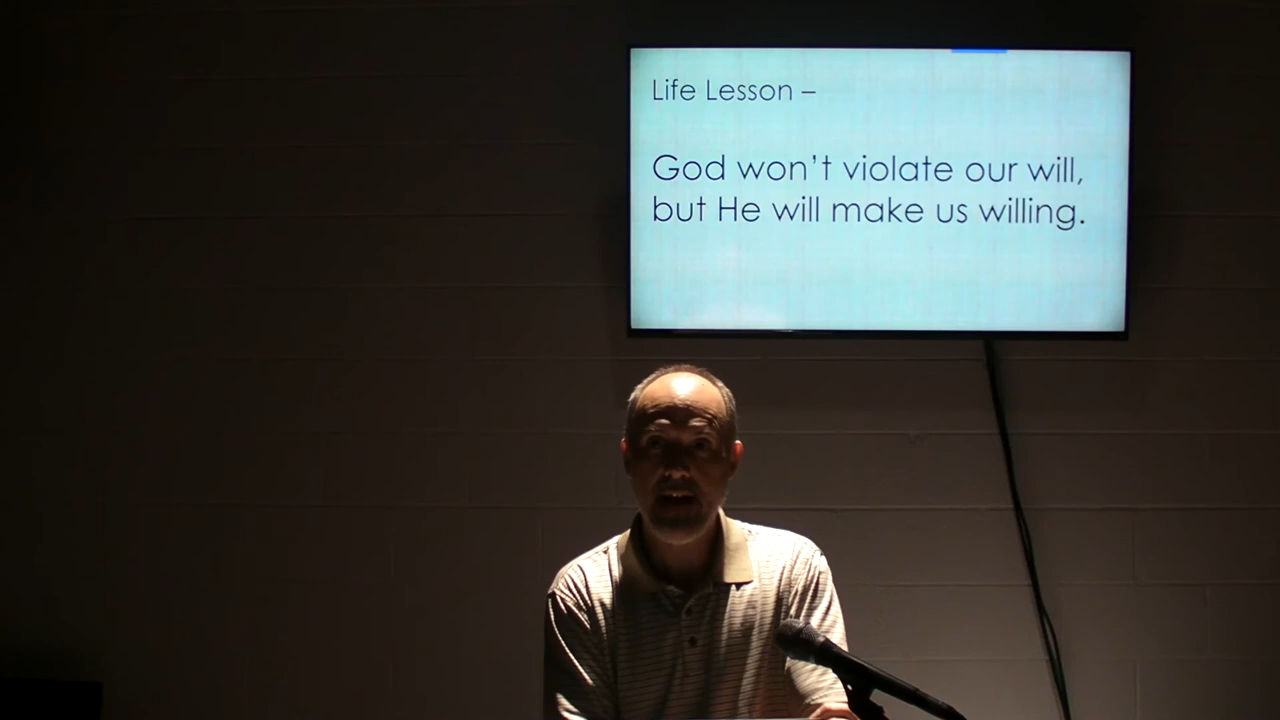 Life Lesson –
God won't violate our will,
but He will make us willing.